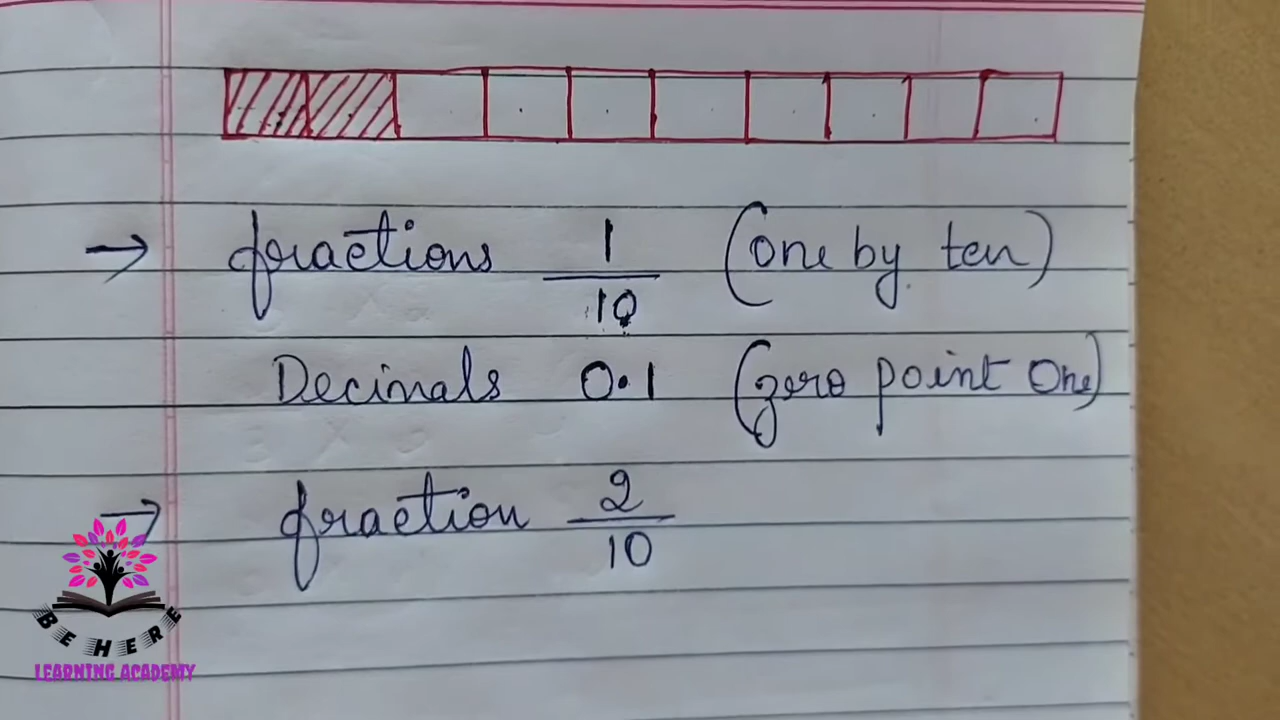 → fractions 1/10 (one by ten)
Decimals 0.1 (zero point One)
→ fraction 2/10
BEHERE
LEARNING ACADEMY